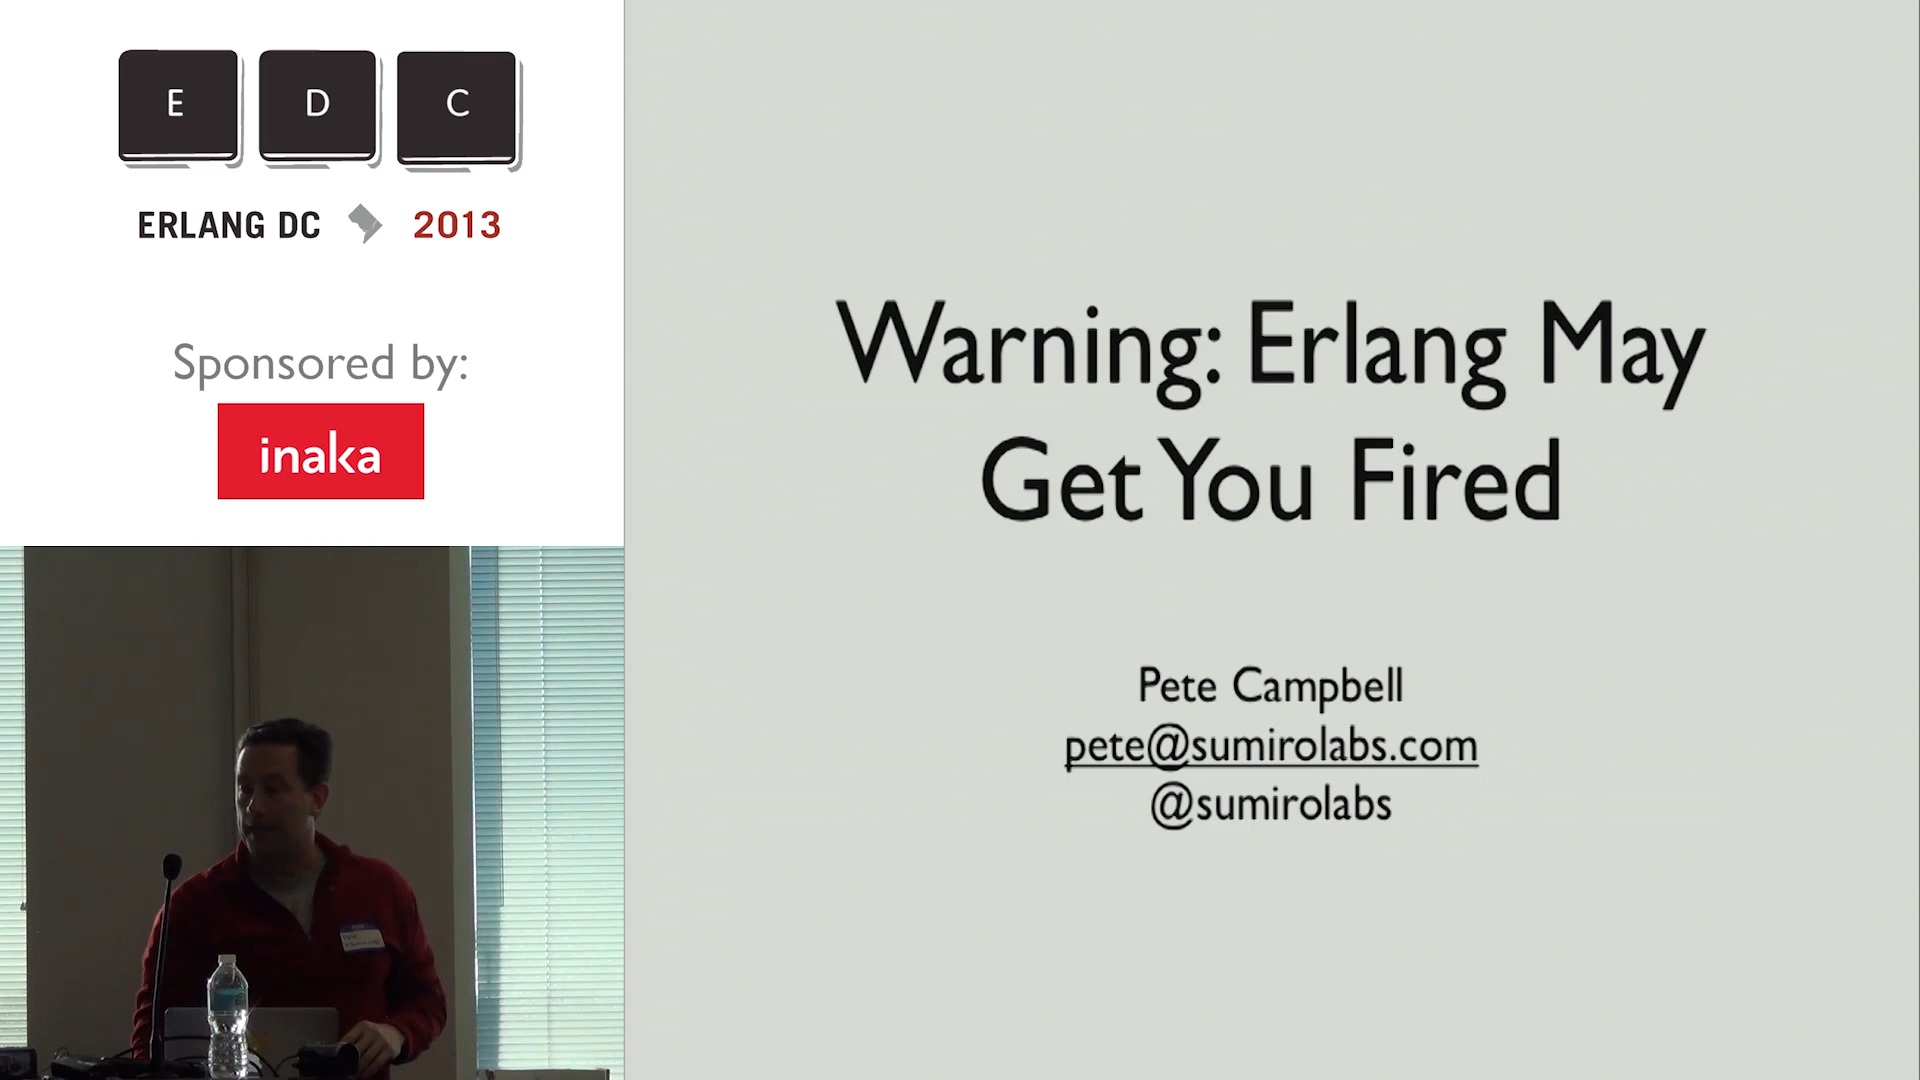 E D C
ERLANG DC 2013
Sponsored by:
inaka
Warning: Erlang May
Get You Fired
Pete Campbell
pete@sumirolabs.com
@sumirolabs